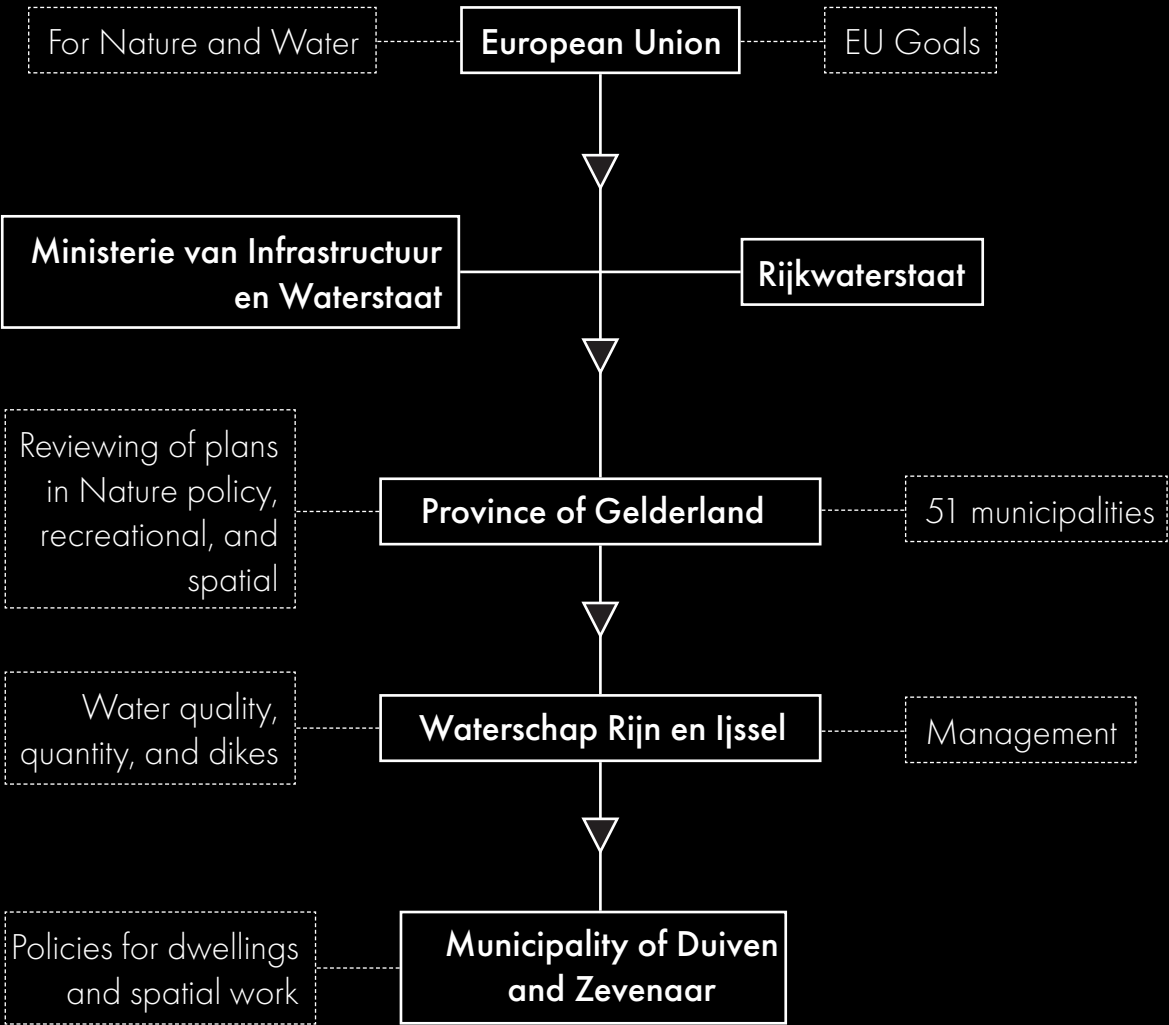 For Nature and Water
European Union
EU Goals
Ministerie van Infrastructuur
en Waterstaat
Rijkwaterstaat
Reviewing of plans
in Nature policy,
recreational, and
spatial
Province of Gelderland
51 municipalities
Water quality,
quantity, and dikes
Waterschap Rijn en Ijssel
Management
Policies for dwellings
and spatial work
Municipality of Duiven
and Zevenaar